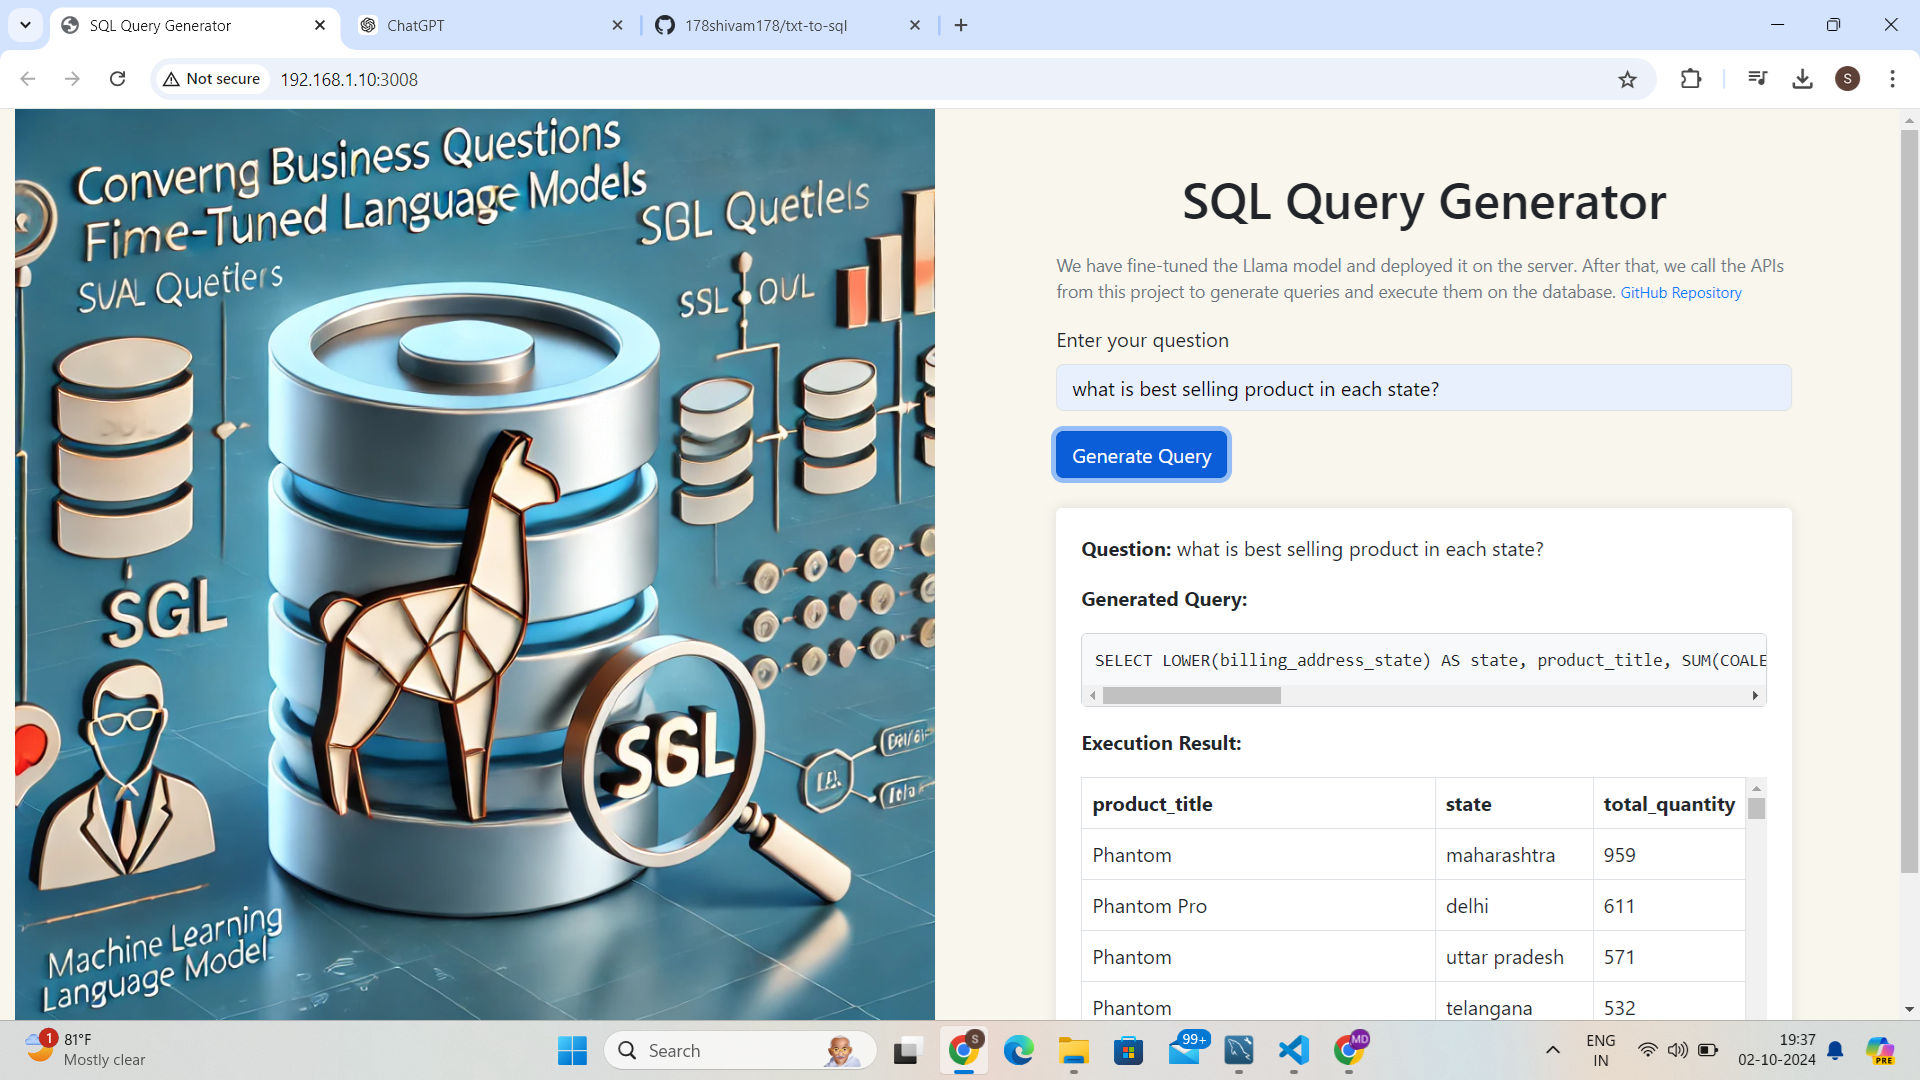 SQL Query Generator
ChatGPT
178shivam178/txt-to-sql
Not secure
192.168.1.10:3008
S
Converng Business Questions
Fime-Tuned Language Models
SVAL Quetlers
SGL Quetlels
SSL QUL
SGL
SGL
Machine Learning
Language Model
SQL Query Generator
We have fine-tuned the Llama model and deployed it on the server. After that, we call the APIs
from this project to generate queries and execute them on the database. GitHub Repository
Enter your question
what is best selling product in each state?
Generate Query
Question: what is best selling product in each state?
Generated Query:
SELECT LOWER(billing_address_state) AS state, product_title, SUM(COALE
Execution Result:
product_title state total_quantity
Phantom maharashtra 959
Phantom Pro delhi 611
Phantom uttar pradesh 571
Phantom telangana 532
1
81°F
Mostly clear
Search
S
99+
MD
ENG
IN
19:37
02-10-2024
PRE